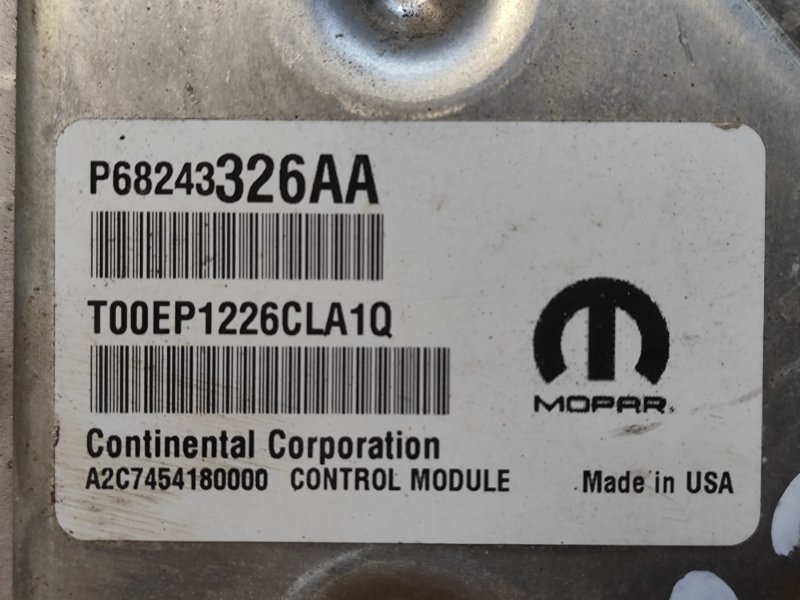 P68243326AA
T00EP1226CLA1Q
MOPAR.
Continental Corporation
A2C7454180000 CONTROL MODULE Made in USA